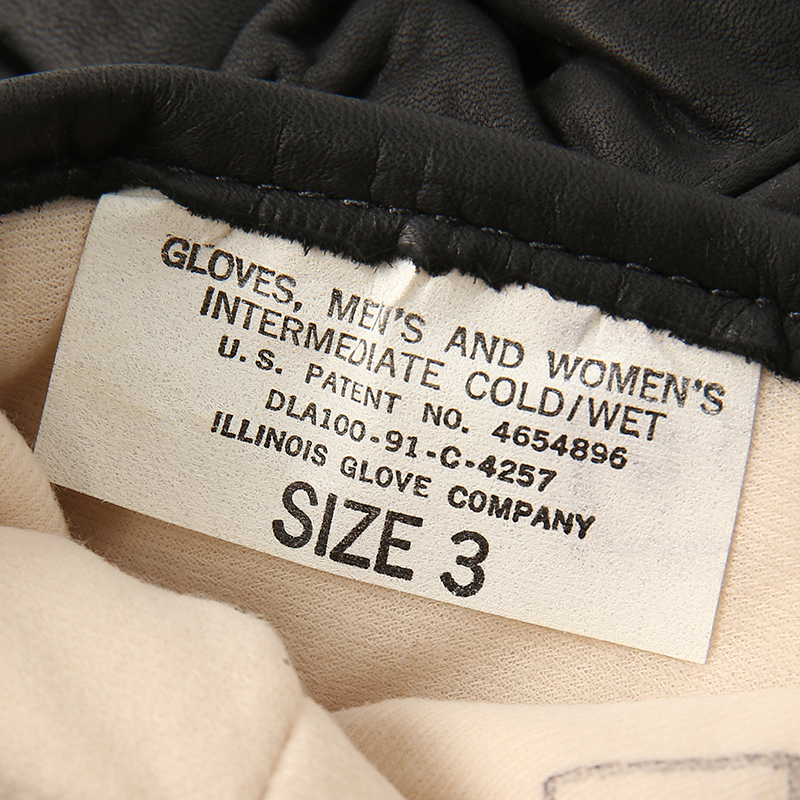 GLOVES, MEN'S AND WOMEN'S
INTERMEDIATE COLD/WET
U.S. PATENT NO. 4654896
DLA100-91-C-4257
ILLINOIS GLOVE COMPANY
SIZE 3